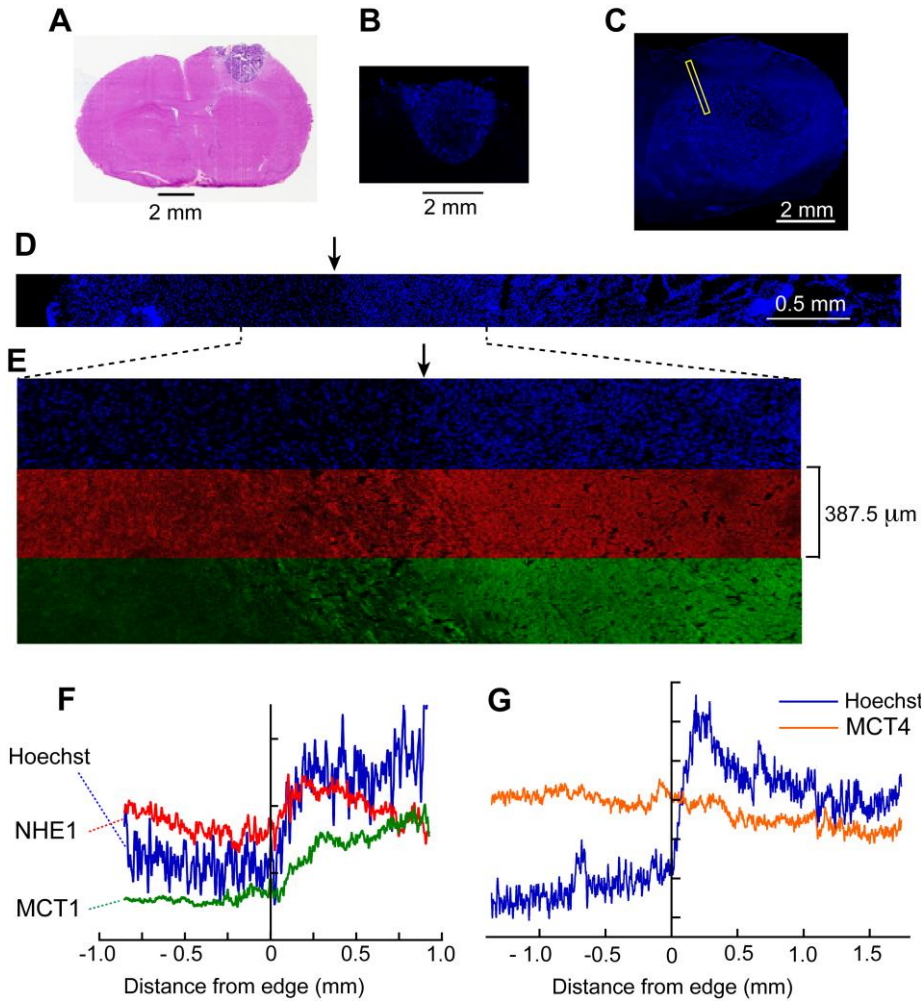 A
B
C
2 mm
2 mm
2 mm
D
0.5 mm
E
387.5 μm
F
G
Hoechst
NHE1
MCT1
Hoechst
MCT4
-1.0 - 0.5 0 0.5 1.0
- 1.0 - 0.5 0 0.5 1.0 1.5
Distance from edge (mm)
Distance from edge (mm)